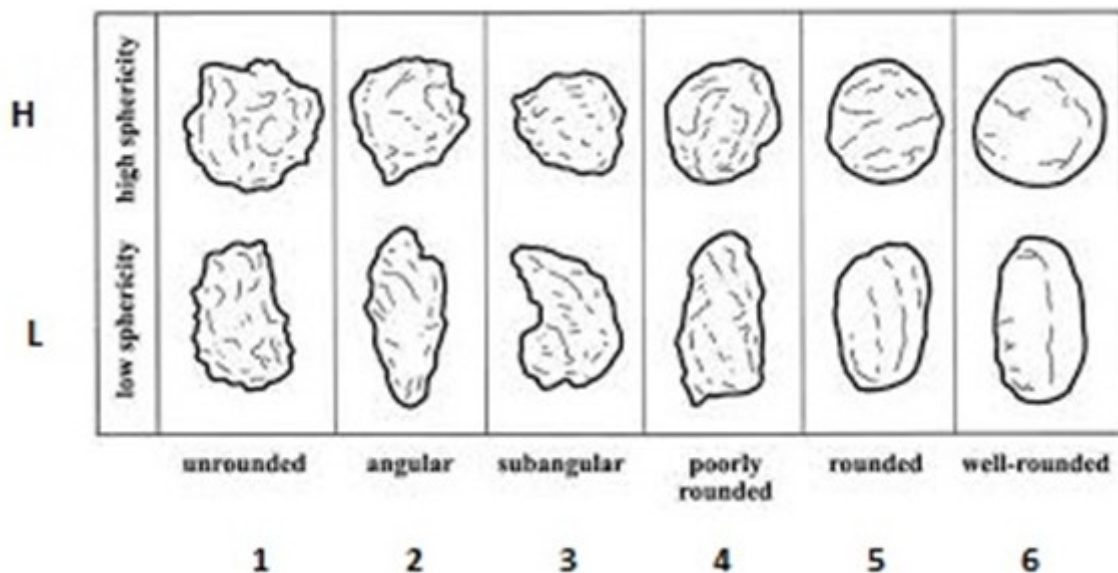 H
high sphericity
L
low sphericity
unrounded
angular
subangular
poorly
rounded
rounded
well-rounded
1 2 3 4 5 6